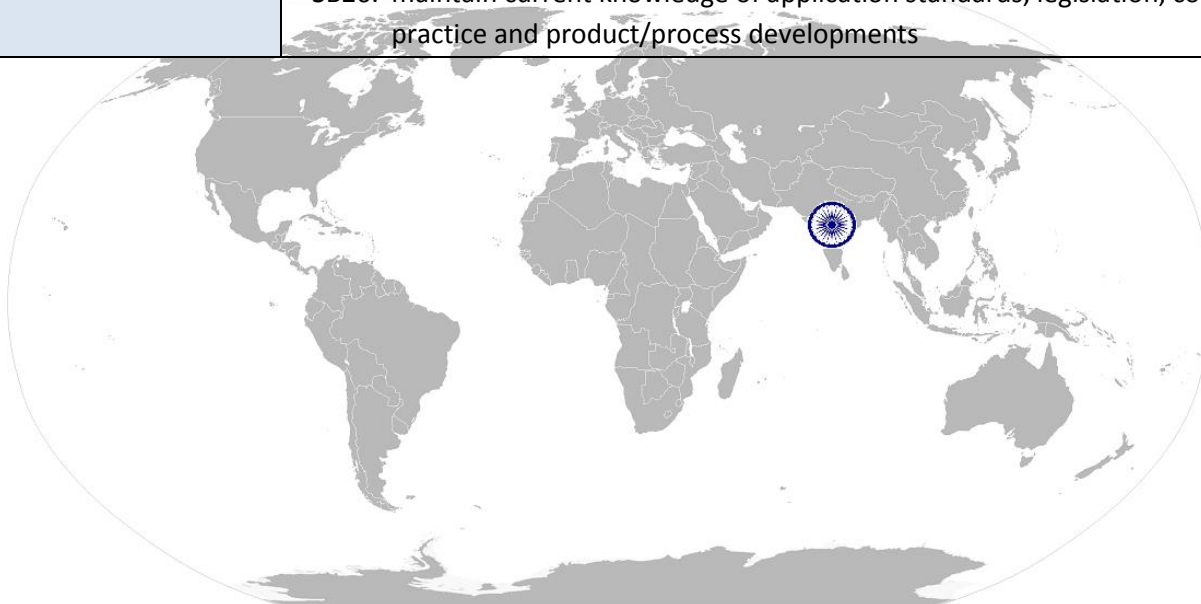 maintain current knowledge of application standards, legislation,
practice and product/process developments